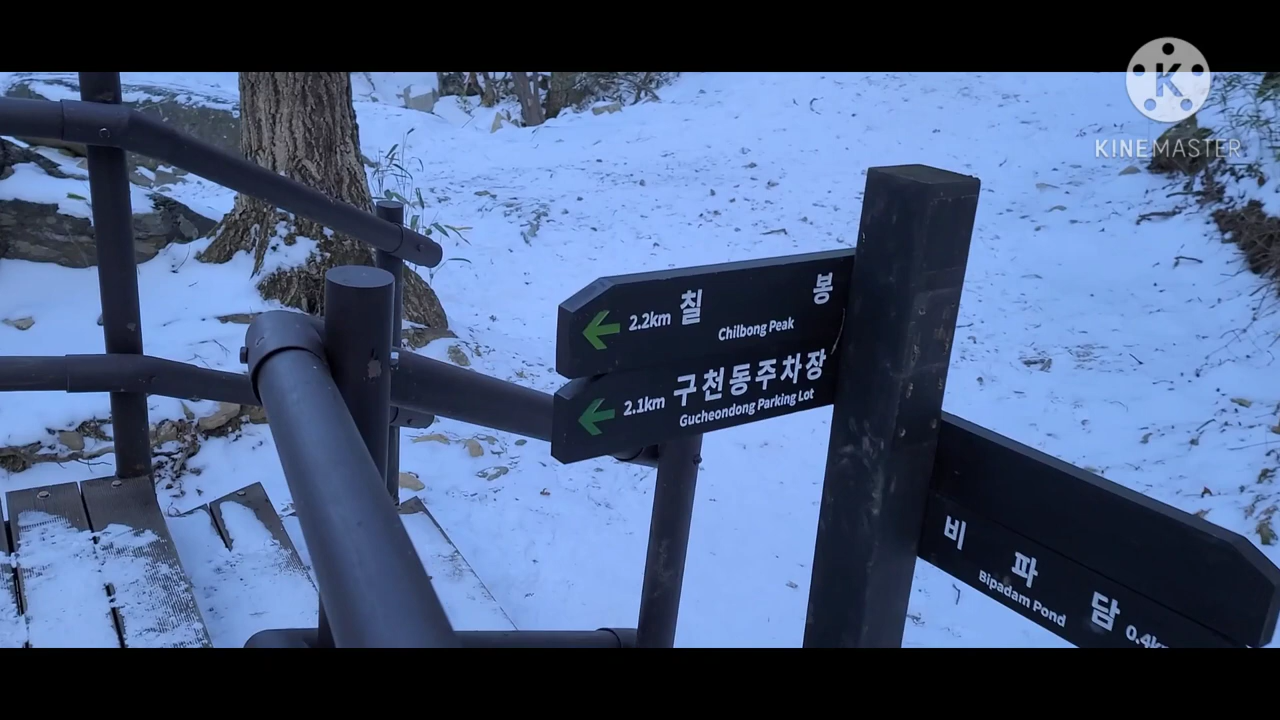 K
KINEMASTER
2.2km 칠 봉
Chilbong Peak
2.1km 구천동주차장
Gucheondong Parking Lot
비 파 담
Bipadam Pond